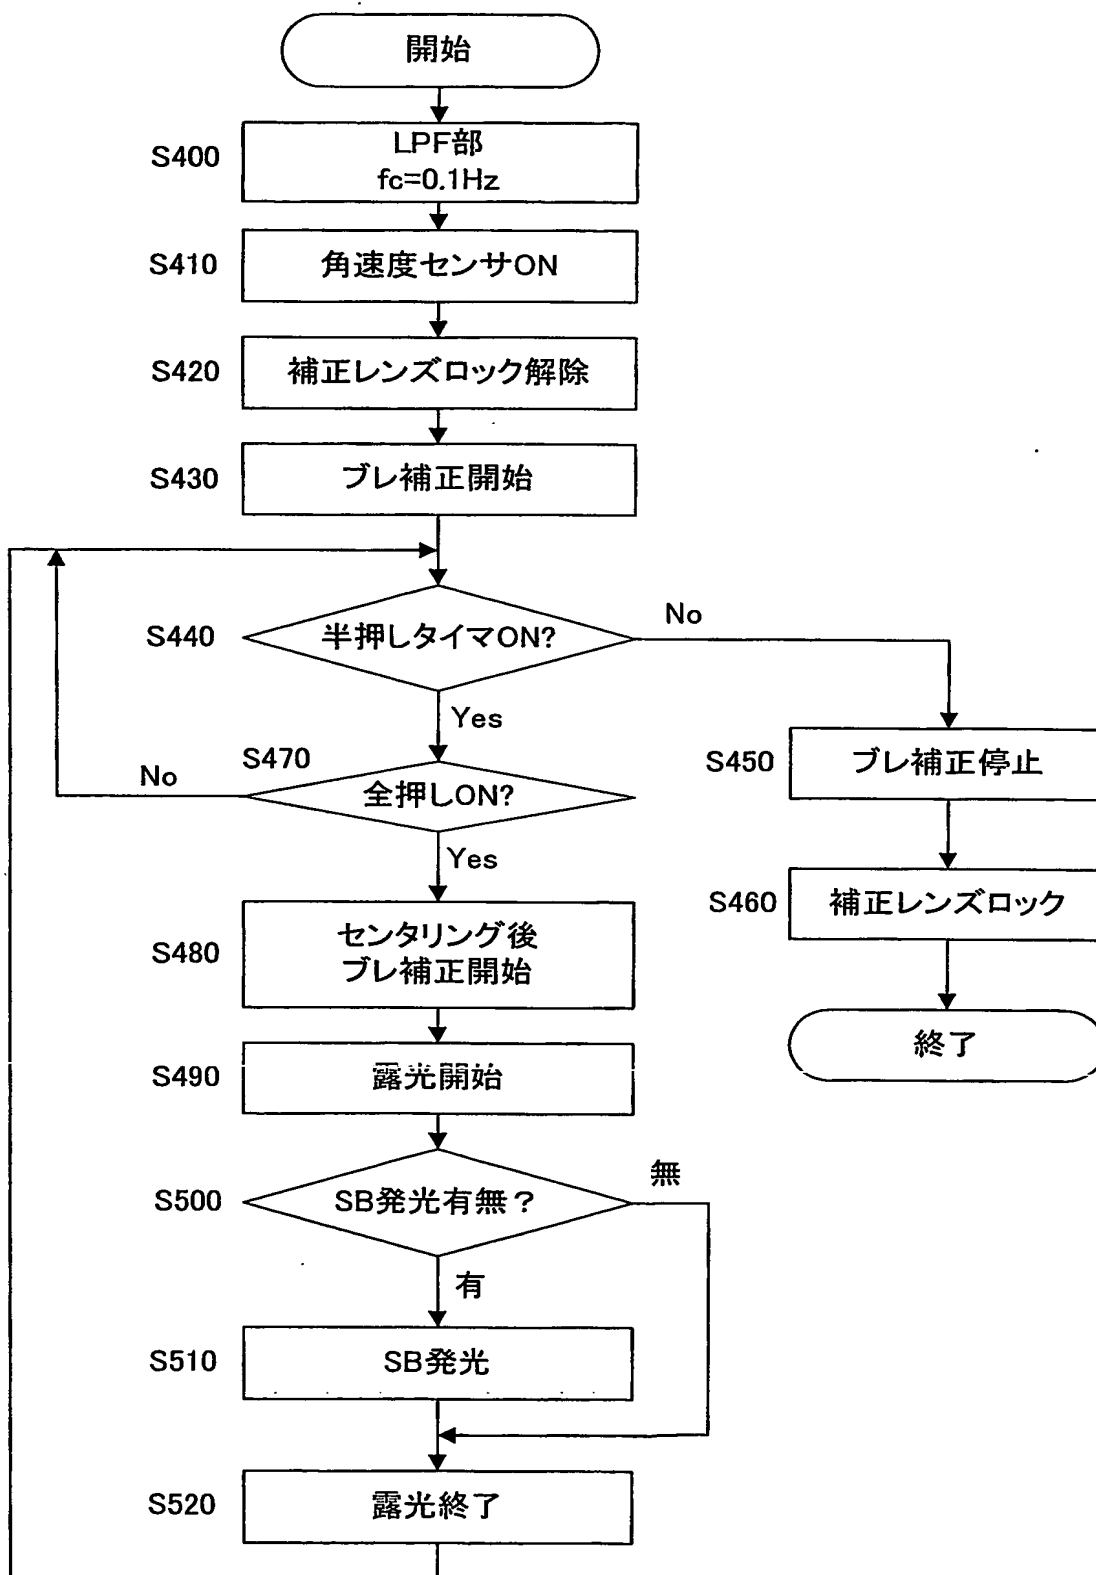 開始
S400
LPF部
fc=0.1Hz
S410
角速度センサON
S420
補正レンズロック解除
S430
ブレ補正開始
S440
半押しタイマON?
No
Yes
S450
ブレ補正停止
S470
全押しON?
No
Yes
S460
補正レンズロック
S480
センタリング後
ブレ補正開始
終了
S490
露光開始
S500
SB発光有無?
無
有
S510
SB発光
S520
露光終了